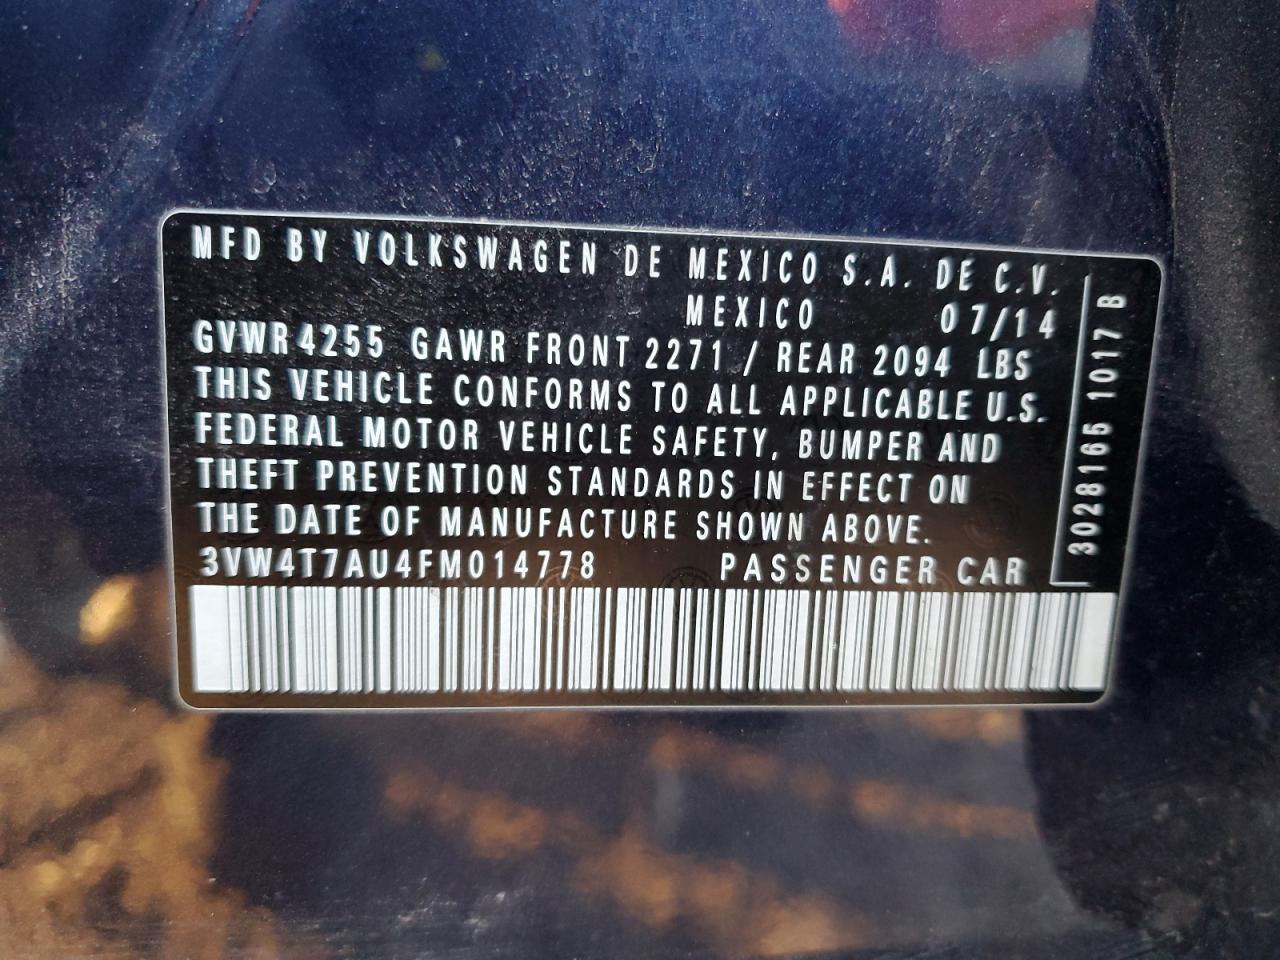 MFD BY VOLKSWAGEN DE MEXICO S.A. DE C.V.
MEXICO 07/14
GVWR 4255 GAWR FRONT 2271 / REAR 2094 LBS
THIS VEHICLE CONFORMS TO ALL APPLICABLE U.S.
FEDERAL MOTOR VEHICLE SAFETY, BUMPER AND
THEFT PREVENTION STANDARDS IN EFFECT ON
THE DATE OF MANUFACTURE SHOWN ABOVE.
3VW4T7AU4FM014778 PASSENGER CAR
3028166 1017 B